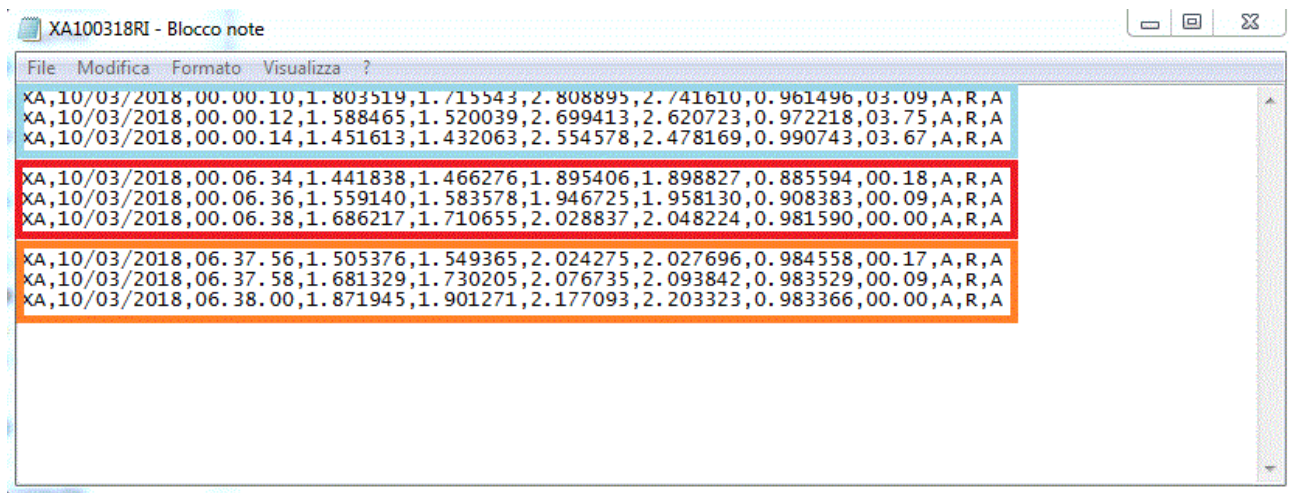 XA100318RI - Blocco note
File Modifica Formato Visualizza ?
XA,10/03/2018,00.00.10,1.803519,1.715543,2.808895,2.741610,0.961496,03.09,A,R,A
XA,10/03/2018,00.00.12,1.588465,1.520039,2.699413,2.620723,0.972218,03.75,A,R,A
XA,10/03/2018,00.00.14,1.451613,1.432063,2.554578,2.478169,0.990743,03.67,A,R,A
XA,10/03/2018,00.06.34,1.441838,1.466276,1.895406,1.898827,0.885594,00.18,A,R,A
XA,10/03/2018,00.06.36,1.559140,1.583578,1.946725,1.958130,0.908383,00.09,A,R,A
XA,10/03/2018,00.06.38,1.686217,1.710655,2.028837,2.048224,0.981590,00.00,A,R,A
XA,10/03/2018,06.37.56,1.505376,1.549365,2.024275,2.027696,0.984558,00.17,A,R,A
XA,10/03/2018,06.37.58,1.681329,1.730205,2.076735,2.093842,0.983529,00.09,A,R,A
XA,10/03/2018,06.38.00,1.871945,1.901271,2.177093,2.203323,0.983366,00.00,A,R,A